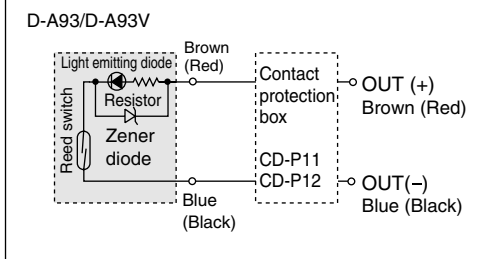 D-A93/D-A93V
Light emitting diode
Brown
(Red)
Resistor
Reed switch
Zener
diode
Blue
(Black)
Contact
protection
box
CD-P11
CD-P12
OUT (+)
Brown (Red)
OUT(−)
Blue (Black)